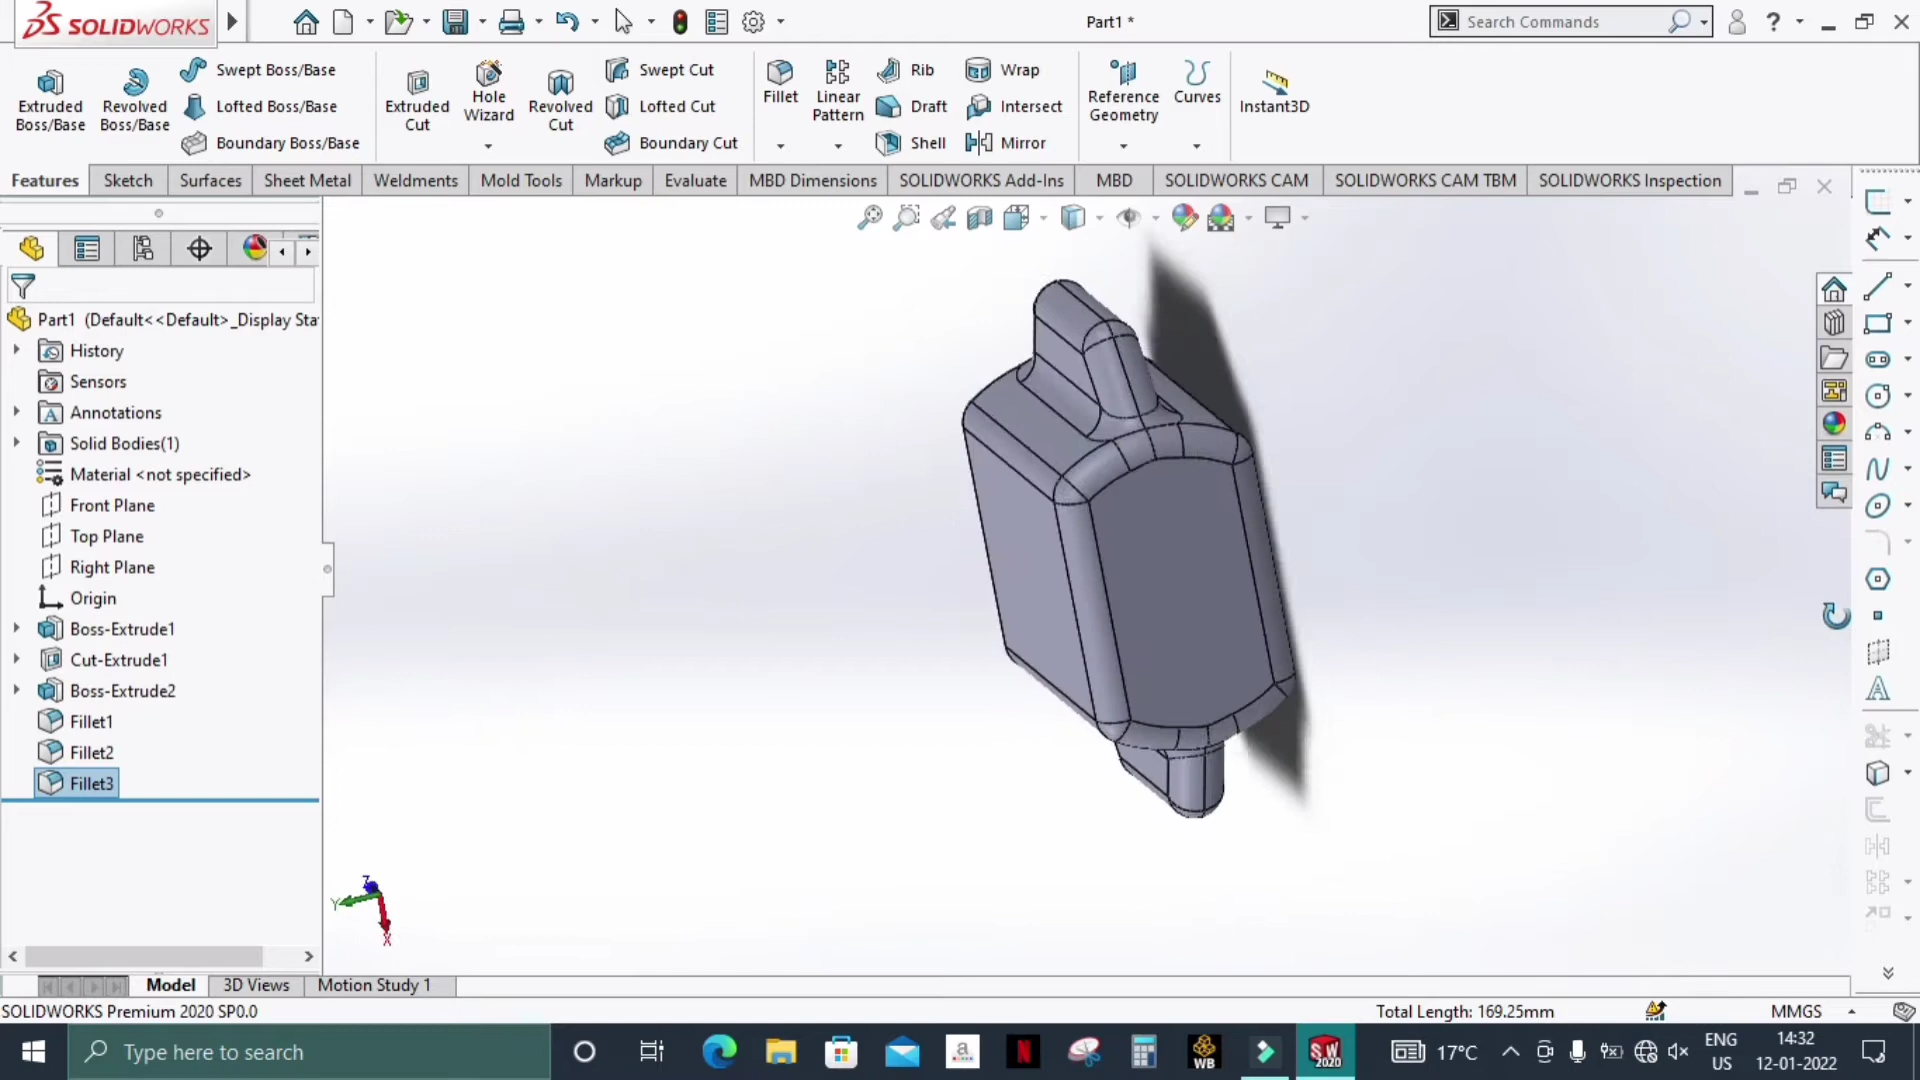 SOLIDWORKS
Part1 *
Search Commands
Extruded Boss/Base
Revolved Boss/Base
Swept Boss/Base
Lofted Boss/Base
Boundary Boss/Base
Extruded Cut
Hole Wizard
Revolved Cut
Swept Cut
Lofted Cut
Boundary Cut
Fillet
Linear Pattern
Rib
Draft
Shell
Wrap
Intersect
Mirror
Reference Geometry
Curves
Instant3D
Features
Sketch
Surfaces
Sheet Metal
Weldments
Mold Tools
Markup
Evaluate
MBD Dimensions
SOLIDWORKS Add-Ins
MBD
SOLIDWORKS CAM
SOLIDWORKS CAM TBM
SOLIDWORKS Inspection
Part1 (Default<<Default>_Display Sta
History
Sensors
Annotations
Solid Bodies(1)
Material <not specified>
Front Plane
Top Plane
Right Plane
Origin
Boss-Extrude1
Cut-Extrude1
Boss-Extrude2
Fillet1
Fillet2
Fillet3
Z
Y
X
Model
3D Views
Motion Study 1
SOLIDWORKS Premium 2020 SP0.0
Total Length: 169.25mm
MMGS
Type here to search
a
N
WB
SW
2020
17°C
ENG
US
14:32
12-01-2022